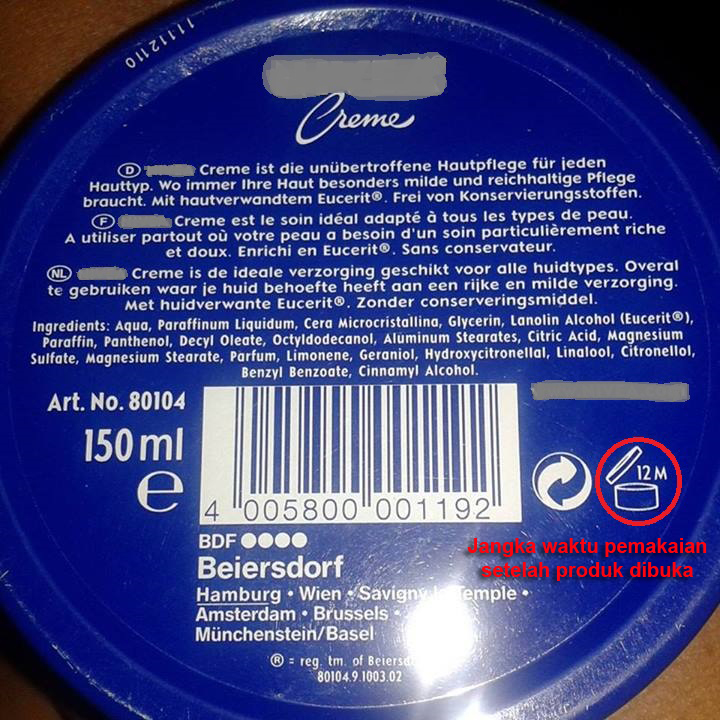 11112110
Creme
D Creme ist die unübertroffene Hautpflege für jeden
Hauttyp. Wo immer Ihre Haut besonders milde und reichhaltige Pflege
braucht. Mit hautverwandtem Eucerit®. Frei von Konservierungsstoffen.
F Creme est le soin idéal adapté à tous les types de peau.
A utiliser partout où votre peau a besoin d'un soin particulièrement riche
et doux. Enrichi en Eucerit®. Sans conservateur.
NL Creme is de ideale verzorging geschikt voor alle huidtypes. Overal
te gebruiken waar je huid behoefte heeft aan een rijke en milde verzorging.
Met huidverwante Eucerit®. Zonder conserveringsmiddel.
Ingredients: Aqua, Paraffinum Liquidum, Cera Microcristallina, Glycerin, Lanolin Alcohol (Eucerit®),
Paraffin, Panthenol, Decyl Oleate, Octyldodecanol, Aluminum Stearates, Citric Acid, Magnesium
Sulfate, Magnesium Stearate, Parfum, Limonene, Geraniol, Hydroxycitronellal, Linalool, Citronellol,
Benzyl Benzoate, Cinnamyl Alcohol.
Art. No. 80104
150 ml
e
4 005800 001192
12 M
Jangka waktu pemakaian
setelah produk dibuka
BDF
Beiersdorf
Hamburg • Wien • Savigny le Temple •
Amsterdam • Brussels •
Münchenstein/Basel
® = reg. tm. of
80104.9 1003.02